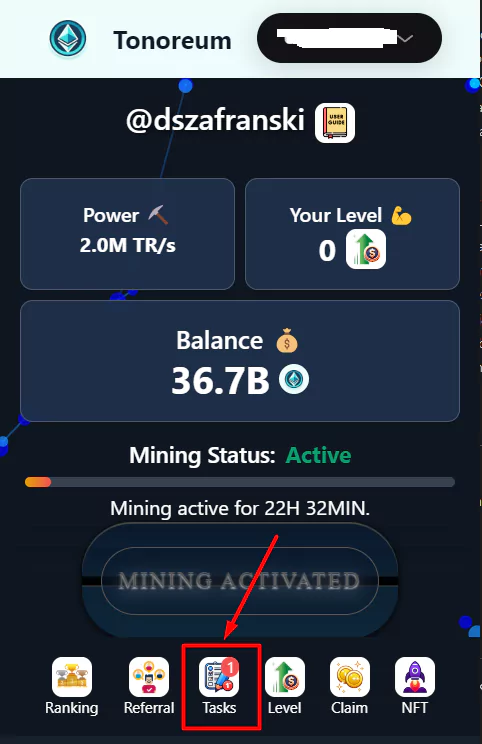 Tonoreum
@dszafranski
USER
GUIDE
Power
2.0M TR/s
Your Level
0
Balance
36.7B
Mining Status: Active
Mining active for 22H 32MIN.
MINING ACTIVATED
1
Ranking Referral Tasks Level Claim NFT